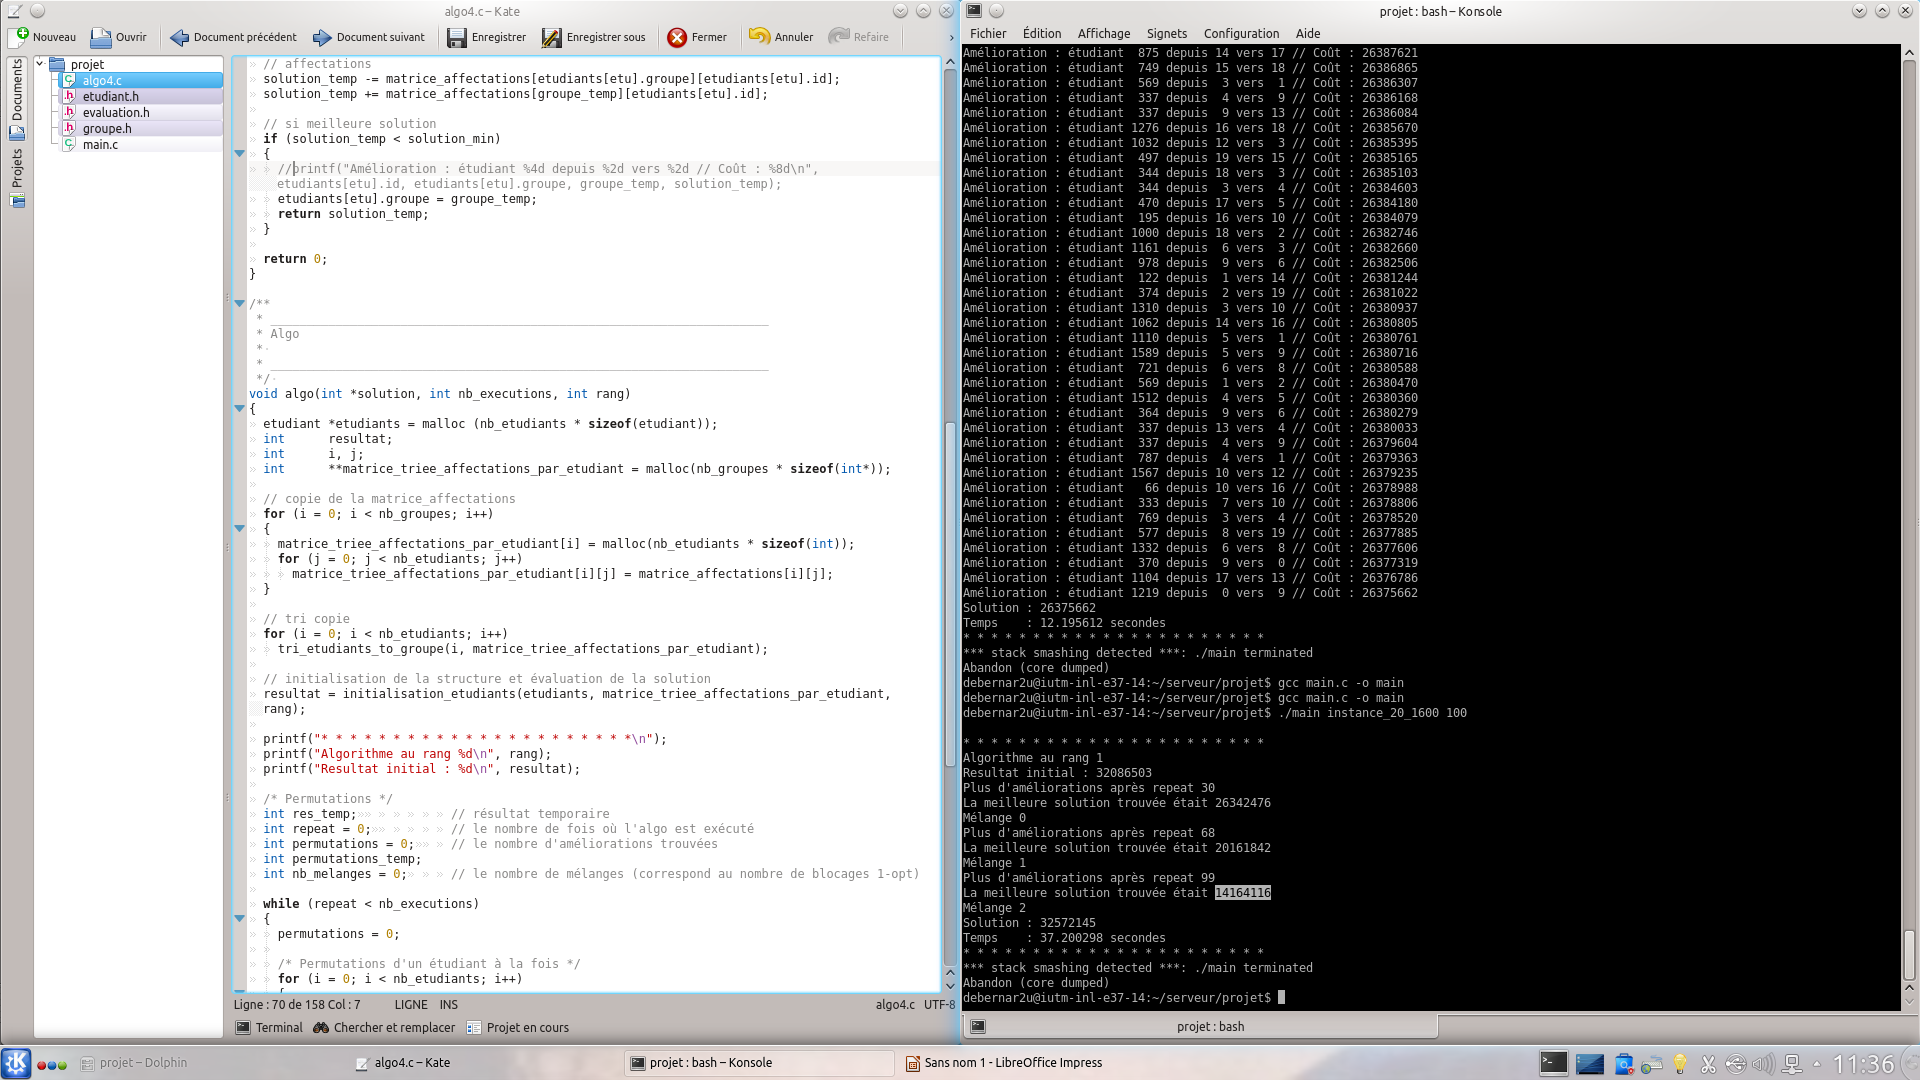 algo4.c – Kate
Nouveau
Ouvrir
Document précédent
Document suivant
Enregistrer
Enregistrer sous
Fermer
Annuler
Refaire
Documents
Projets
projet
algo4.c
etudiant.h
evaluation.h
groupe.h
main.c
// affectations
solution_temp -= matrice_affectations[etudiants[etu].groupe][etudiants[etu].id];
solution_temp += matrice_affectations[groupe_temp][etudiants[etu].id];
// si meilleure solution
if (solution_temp < solution_min)
{
//printf("Amélioration : étudiant %4d depuis %2d vers %2d // Coût : %8d\n",
etudiants[etu].id, etudiants[etu].groupe, groupe_temp, solution_temp);
etudiants[etu].groupe = groupe_temp;
return solution_temp;
}
return 0;
}
/**
* _____________________________________________________________________
* Algo
*
* _____________________________________________________________________
*/
void algo(int *solution, int nb_executions, int rang)
{
etudiant *etudiants = malloc (nb_etudiants * sizeof(etudiant));
int resultat;
int i, j;
int **matrice_triee_affectations_par_etudiant = malloc(nb_groupes * sizeof(int*));
// copie de la matrice_affectations
for (i = 0; i < nb_groupes; i++)
{
matrice_triee_affectations_par_etudiant[i] = malloc(nb_etudiants * sizeof(int));
for (j = 0; j < nb_etudiants; j++)
matrice_triee_affectations_par_etudiant[i][j] = matrice_affectations[i][j];
}
// tri copie
for (i = 0; i < nb_etudiants; i++)
tri_etudiants_to_groupe(i, matrice_triee_affectations_par_etudiant);
// initialisation de la structure et évaluation de la solution
resultat = initialisation_etudiants(etudiants, matrice_triee_affectations_par_etudiant,
rang);
printf("* * * * * * * * * * * * * * * * * * * * * *\n");
printf("Algorithme au rang %d\n", rang);
printf("Resultat initial : %d\n", resultat);
/* Permutations */
int res_temp; // résultat temporaire
int repeat = 0; // le nombre de fois où l'algo est exécuté
int permutations = 0; // le nombre d'améliorations trouvées
int permutations_temp;
int nb_melanges = 0; // le nombre de mélanges (correspond au nombre de blocages 1-opt)
while (repeat < nb_executions)
{
permutations = 0;
/* Permutations d'un étudiant à la fois */
for (i = 0; i < nb_etudiants; i++)
Ligne : 70 de 158 Col : 7 LIGNE INS algo4.c UTF-8
Terminal
Chercher et remplacer
Projet en cours
projet : bash – Konsole
Fichier Édition Affichage Signets Configuration Aide
Amélioration : étudiant  875 depuis 14 vers 17 // Coût : 26387621
Amélioration : étudiant  749 depuis 15 vers 18 // Coût : 26386865
Amélioration : étudiant  569 depuis  3 vers  1 // Coût : 26386307
Amélioration : étudiant  337 depuis  4 vers  9 // Coût : 26386168
Amélioration : étudiant  337 depuis  9 vers 13 // Coût : 26386084
Amélioration : étudiant 1276 depuis 16 vers 18 // Coût : 26385670
Amélioration : étudiant 1032 depuis 12 vers  3 // Coût : 26385395
Amélioration : étudiant  497 depuis 19 vers 15 // Coût : 26385165
Amélioration : étudiant  344 depuis 18 vers  3 // Coût : 26385103
Amélioration : étudiant  344 depuis  3 vers  4 // Coût : 26384603
Amélioration : étudiant  470 depuis 17 vers  5 // Coût : 26384180
Amélioration : étudiant  195 depuis 16 vers 10 // Coût : 26384079
Amélioration : étudiant 1000 depuis 18 vers  2 // Coût : 26382746
Amélioration : étudiant 1161 depuis  6 vers  3 // Coût : 26382660
Amélioration : étudiant  978 depuis  9 vers  6 // Coût : 26382506
Amélioration : étudiant  122 depuis  1 vers 14 // Coût : 26381244
Amélioration : étudiant  374 depuis  2 vers 19 // Coût : 26381022
Amélioration : étudiant 1310 depuis  3 vers 10 // Coût : 26380937
Amélioration : étudiant 1062 depuis 14 vers 16 // Coût : 26380805
Amélioration : étudiant 1110 depuis  5 vers  1 // Coût : 26380761
Amélioration : étudiant 1589 depuis  5 vers  9 // Coût : 26380716
Amélioration : étudiant  721 depuis  6 vers  8 // Coût : 26380588
Amélioration : étudiant  569 depuis  1 vers  2 // Coût : 26380470
Amélioration : étudiant 1512 depuis  4 vers  5 // Coût : 26380360
Amélioration : étudiant  364 depuis  9 vers  6 // Coût : 26380279
Amélioration : étudiant  337 depuis 13 vers  4 // Coût : 26380033
Amélioration : étudiant  337 depuis  4 vers  9 // Coût : 26379604
Amélioration : étudiant  787 depuis  4 vers  1 // Coût : 26379363
Amélioration : étudiant 1567 depuis 10 vers 12 // Coût : 26379235
Amélioration : étudiant   66 depuis 10 vers 16 // Coût : 26378988
Amélioration : étudiant  333 depuis  7 vers 10 // Coût : 26378806
Amélioration : étudiant  769 depuis  3 vers  4 // Coût : 26378520
Amélioration : étudiant  577 depuis  8 vers 19 // Coût : 26377885
Amélioration : étudiant 1332 depuis  6 vers  8 // Coût : 26377606
Amélioration : étudiant  370 depuis  9 vers  0 // Coût : 26377319
Amélioration : étudiant 1104 depuis 17 vers 13 // Coût : 26376786
Amélioration : étudiant 1219 depuis  0 vers  9 // Coût : 26375662
Solution : 26375662
Temps    : 12.195612 secondes
* * * * * * * * * * * * * * * * * * * * * *
*** stack smashing detected ***: ./main terminated
Abandon (core dumped)
debernar2u@iutm-inl-e37-14:~/serveur/projet$ gcc main.c -o main
debernar2u@iutm-inl-e37-14:~/serveur/projet$ gcc main.c -o main
debernar2u@iutm-inl-e37-14:~/serveur/projet$ ./main instance_20_1600 100
* * * * * * * * * * * * * * * * * * * * * *
Algorithme au rang 1
Resultat initial : 32086503
Plus d'améliorations après repeat 30
La meilleure solution trouvée était 26342476
Mélange 0
Plus d'améliorations après repeat 68
La meilleure solution trouvée était 20161842
Mélange 1
Plus d'améliorations après repeat 99
La meilleure solution trouvée était 14164116
Mélange 2
Solution : 32572145
Temps    : 37.200298 secondes
* * * * * * * * * * * * * * * * * * * * * *
*** stack smashing detected ***: ./main terminated
Abandon (core dumped)
debernar2u@iutm-inl-e37-14:~/serveur/projet$
projet : bash
projet – Dolphin
algo4.c – Kate
projet : bash – Konsole
Sans nom 1 - LibreOffice Impress
11:36